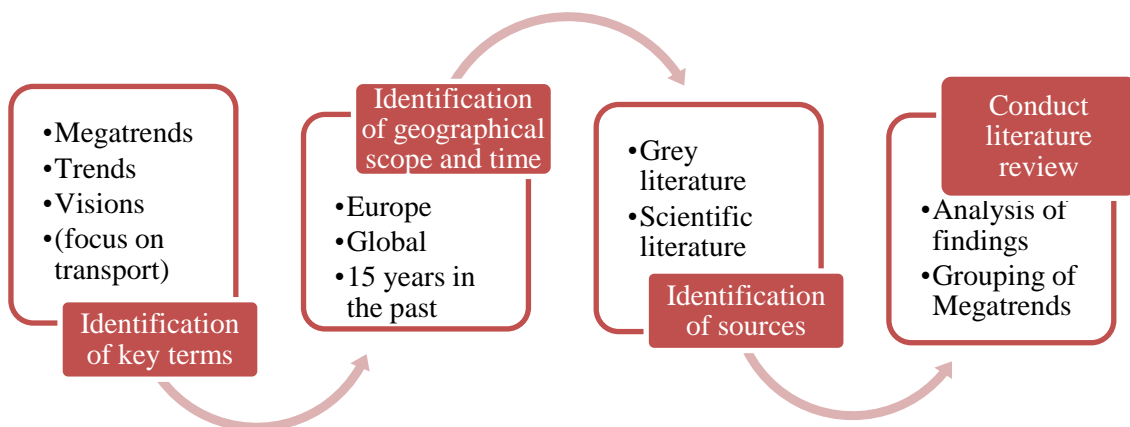 •Megatrends
•Trends
•Visions
•(focus on
transport)
Identification
of key terms
Identification
of geographical
scope and time
•Europe
•Global
•15 years in
the past
•Grey
literature
•Scientific
literature
Identification
of sources
Conduct
literature
review
•Analysis of
findings
•Grouping of
Megatrends